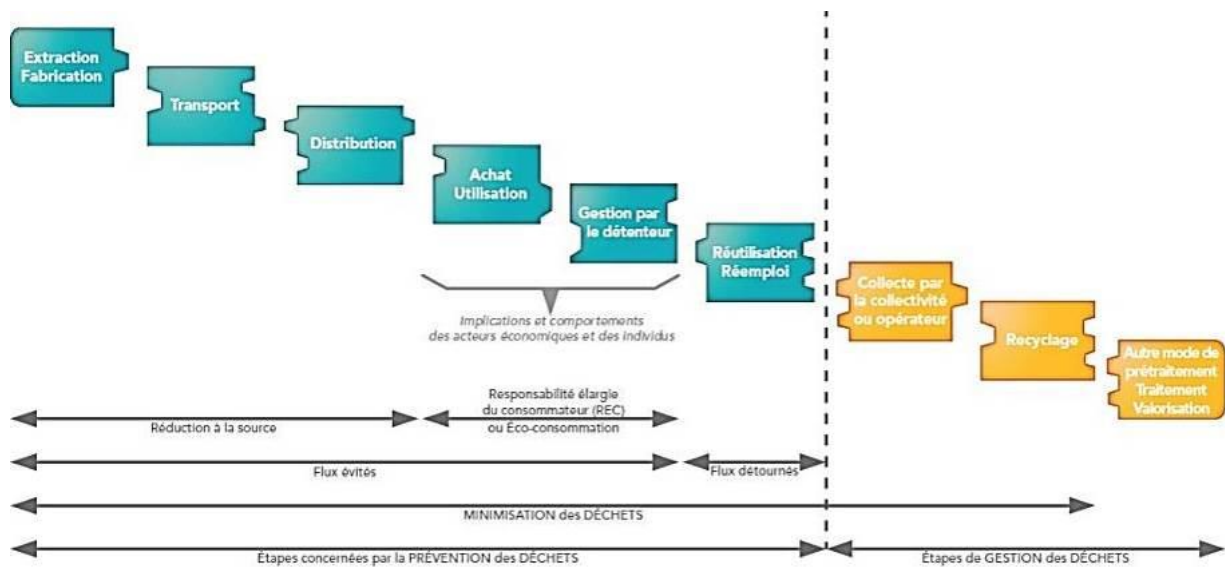 Extraction
Fabrication
Transport
Distribution
Achat
Utilisation
Gestion par
le détenteur
Réutilisation
Réemploi
Collecte par
la collectivité
ou opérateur
Recyclage
Autre mode de
prétraitement
Traitement
Valorisation
Implications et comportements
des acteurs économiques et des individus
Réduction à la source
Responsabilité élargie
du consommateur (REC)
ou Éco-consommation
Flux évités
Flux détournés
MINIMISATION des DÉCHETS
Étapes concernées par la PRÉVENTION des DÉCHETS
Étapes de GESTION des DÉCHETS